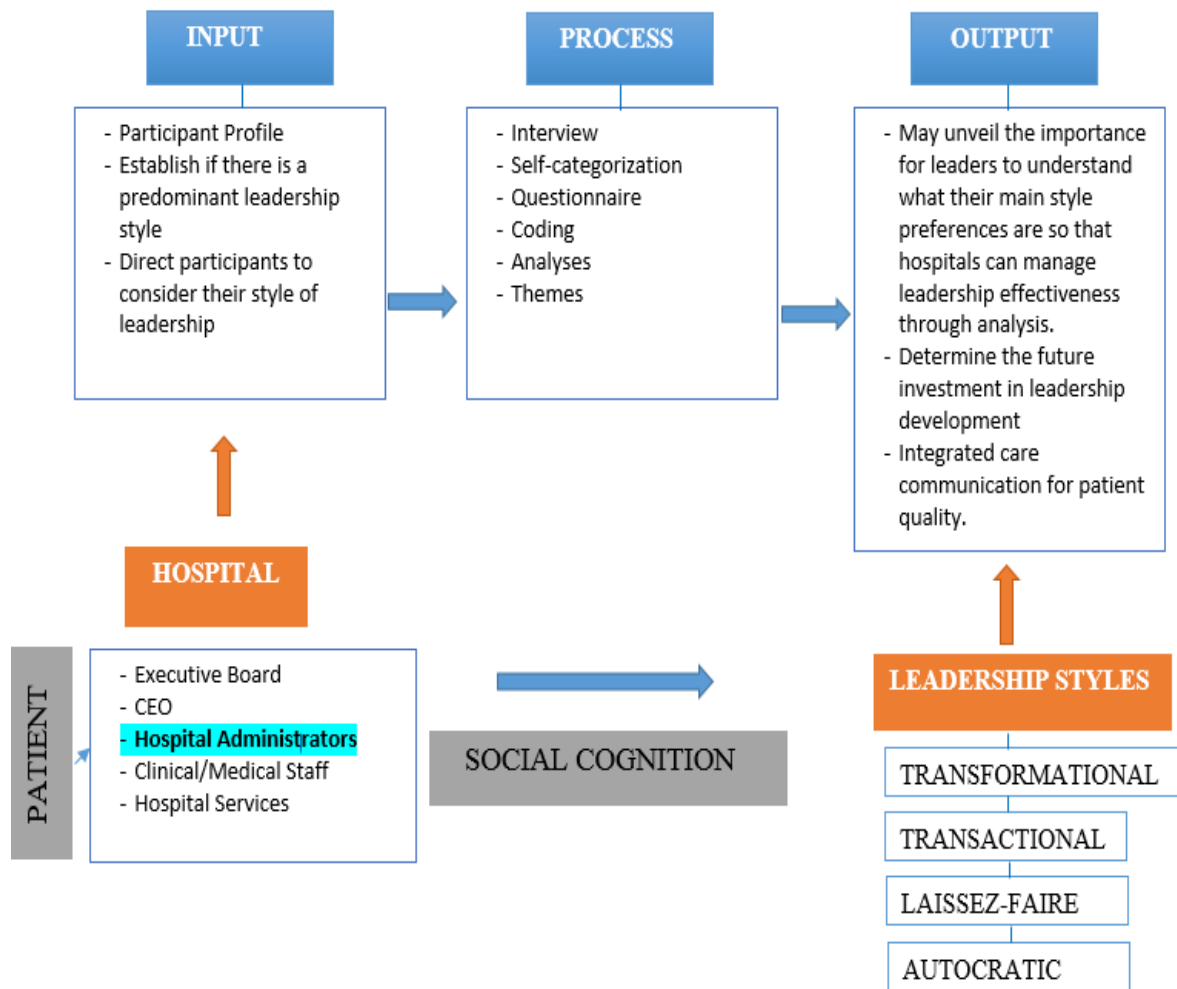 INPUT
- Participant Profile
- Establish if there is a
predominant leadership
style
- Direct participants to
consider their style of
leadership
PROCESS
- Interview
- Self-categorization
- Questionnaire
- Coding
- Analyses
- Themes
OUTPUT
- May unveil the importance
for leaders to understand
what their main style
preferences are so that
hospitals can manage
leadership effectiveness
through analysis.
- Determine the future
investment in leadership
development
- Integrated care
communication for patient
quality.
HOSPITAL
PATIENT
- Executive Board
- CEO
- Hospital Administrators
- Clinical/Medical Staff
- Hospital Services
SOCIAL COGNITION
LEADERSHIP STYLES
TRANSFORMATIONAL
TRANSACTIONAL
LAISSEZ-FAIRE
AUTOCRATIC